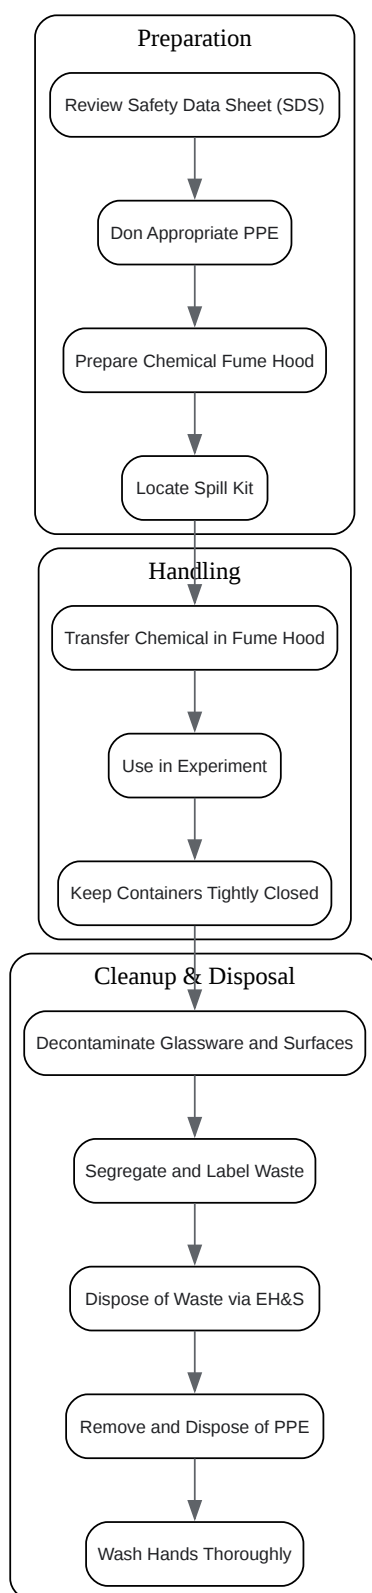 Preparation
Review Safety Data Sheet (SDS)
Don Appropriate PPE
Prepare Chemical Fume Hood
Locate Spill Kit
Handling
Transfer Chemical in Fume Hood
Use in Experiment
Keep Containers Tightly Closed
Cleanup & Disposal
Decontaminate Glassware and Surfaces
Segregate and Label Waste
Dispose of Waste via EH&S
Remove and Dispose of PPE
Wash Hands Thoroughly